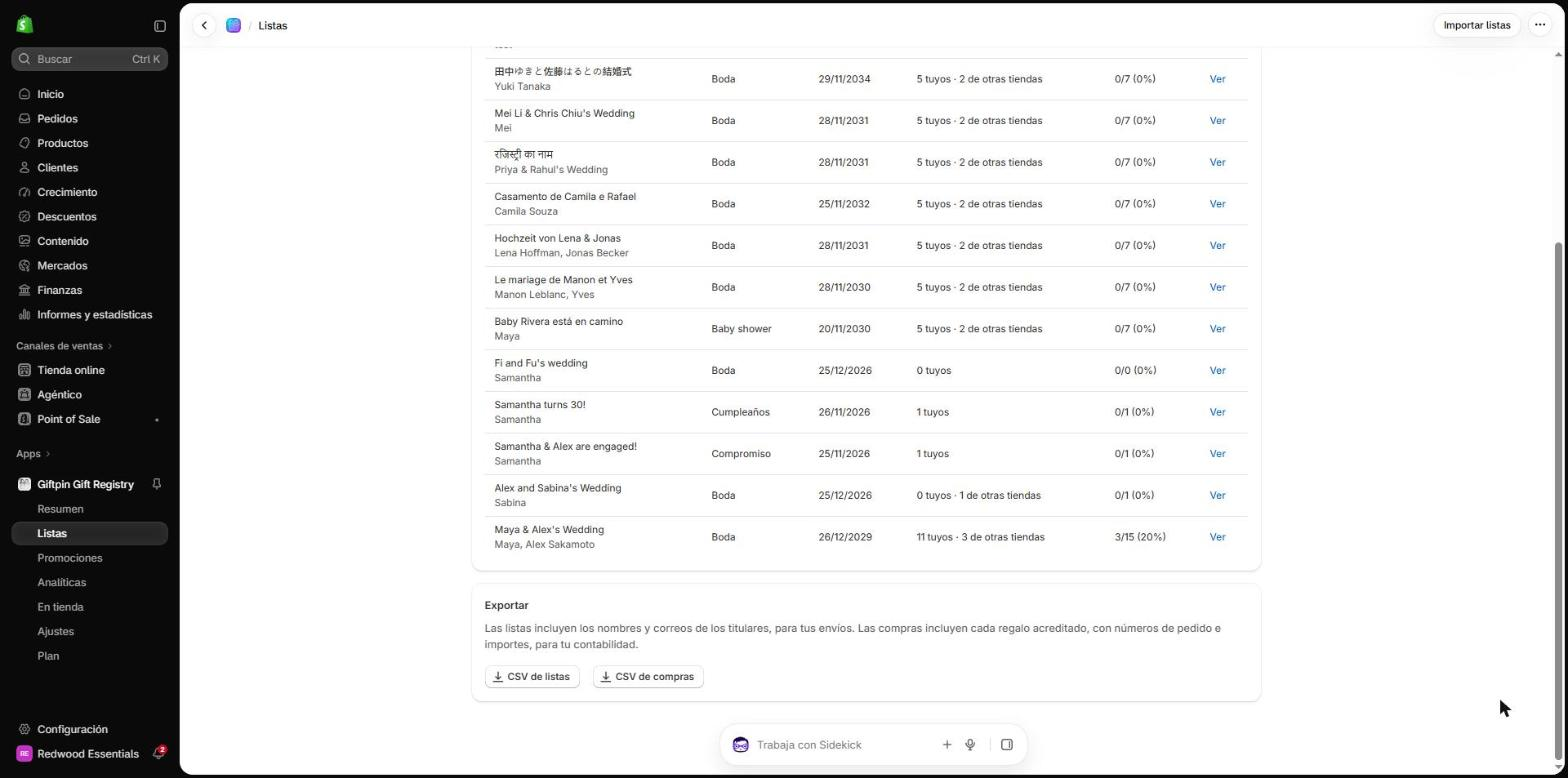 Buscar Ctrl K
Inicio
Pedidos
Productos
Clientes
Crecimiento
Descuentos
Contenido
Mercados
Finanzas
Informes y estadísticas
Canales de ventas
Tienda online
Agéntico
Point of Sale
Apps
Giftpin Gift Registry
Resumen
Listas
Promociones
Analíticas
En tienda
Ajustes
Plan
Configuración
RE Redwood Essentials 2
/ Listas
Importar listas
田中ゆきと佐藤はるとの結婚式
Yuki Tanaka
Boda 29/11/2034 5 tuyos · 2 de otras tiendas 0/7 (0%) Ver
Mei Li & Chris Chiu's Wedding
Mei
Boda 28/11/2031 5 tuyos · 2 de otras tiendas 0/7 (0%) Ver
रजिस्ट्री का नाम
Priya & Rahul's Wedding
Boda 28/11/2031 5 tuyos · 2 de otras tiendas 0/7 (0%) Ver
Casamento de Camila e Rafael
Camila Souza
Boda 25/11/2032 5 tuyos · 2 de otras tiendas 0/7 (0%) Ver
Hochzeit von Lena & Jonas
Lena Hoffman, Jonas Becker
Boda 28/11/2031 5 tuyos · 2 de otras tiendas 0/7 (0%) Ver
Le mariage de Manon et Yves
Manon Leblanc, Yves
Boda 28/11/2030 5 tuyos · 2 de otras tiendas 0/7 (0%) Ver
Baby Rivera está en camino
Maya
Baby shower 20/11/2030 5 tuyos · 2 de otras tiendas 0/7 (0%) Ver
Fi and Fu's wedding
Samantha
Boda 25/12/2026 0 tuyos 0/0 (0%) Ver
Samantha turns 30!
Samantha
Cumpleaños 26/11/2026 1 tuyos 0/1 (0%) Ver
Samantha & Alex are engaged!
Samantha
Compromiso 25/11/2026 1 tuyos 0/1 (0%) Ver
Alex and Sabina's Wedding
Sabina
Boda 25/12/2026 0 tuyos · 1 de otras tiendas 0/1 (0%) Ver
Maya & Alex's Wedding
Maya, Alex Sakamoto
Boda 26/12/2029 11 tuyos · 3 de otras tiendas 3/15 (20%) Ver
Exportar
Las listas incluyen los nombres y correos de los titulares, para tus envíos. Las compras incluyen cada regalo acreditado, con números de pedido e
importes, para tu contabilidad.
CSV de listas CSV de compras
Trabaja con Sidekick